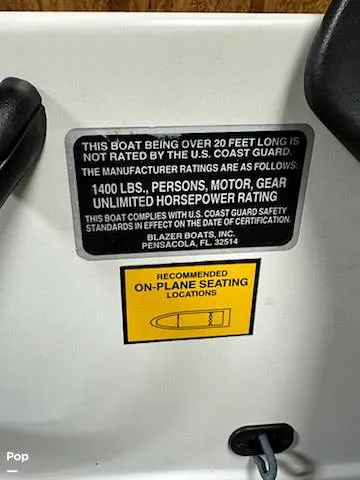 THIS BOAT BEING OVER 20 FEET LONG IS
NOT RATED BY THE U.S. COAST GUARD.
THE MANUFACTURER RATINGS ARE AS FOLLOWS:
1400 LBS., PERSONS, MOTOR, GEAR
UNLIMITED HORSEPOWER RATING
THIS BOAT COMPLIES WITH U.S. COAST GUARD SAFETY
STANDARDS IN EFFECT ON THE DATE OF CERTIFICATION.
BLAZER BOATS, INC.
PENSACOLA, FL. 32514
RECOMMENDED
ON-PLANE SEATING
LOCATIONS
Pop